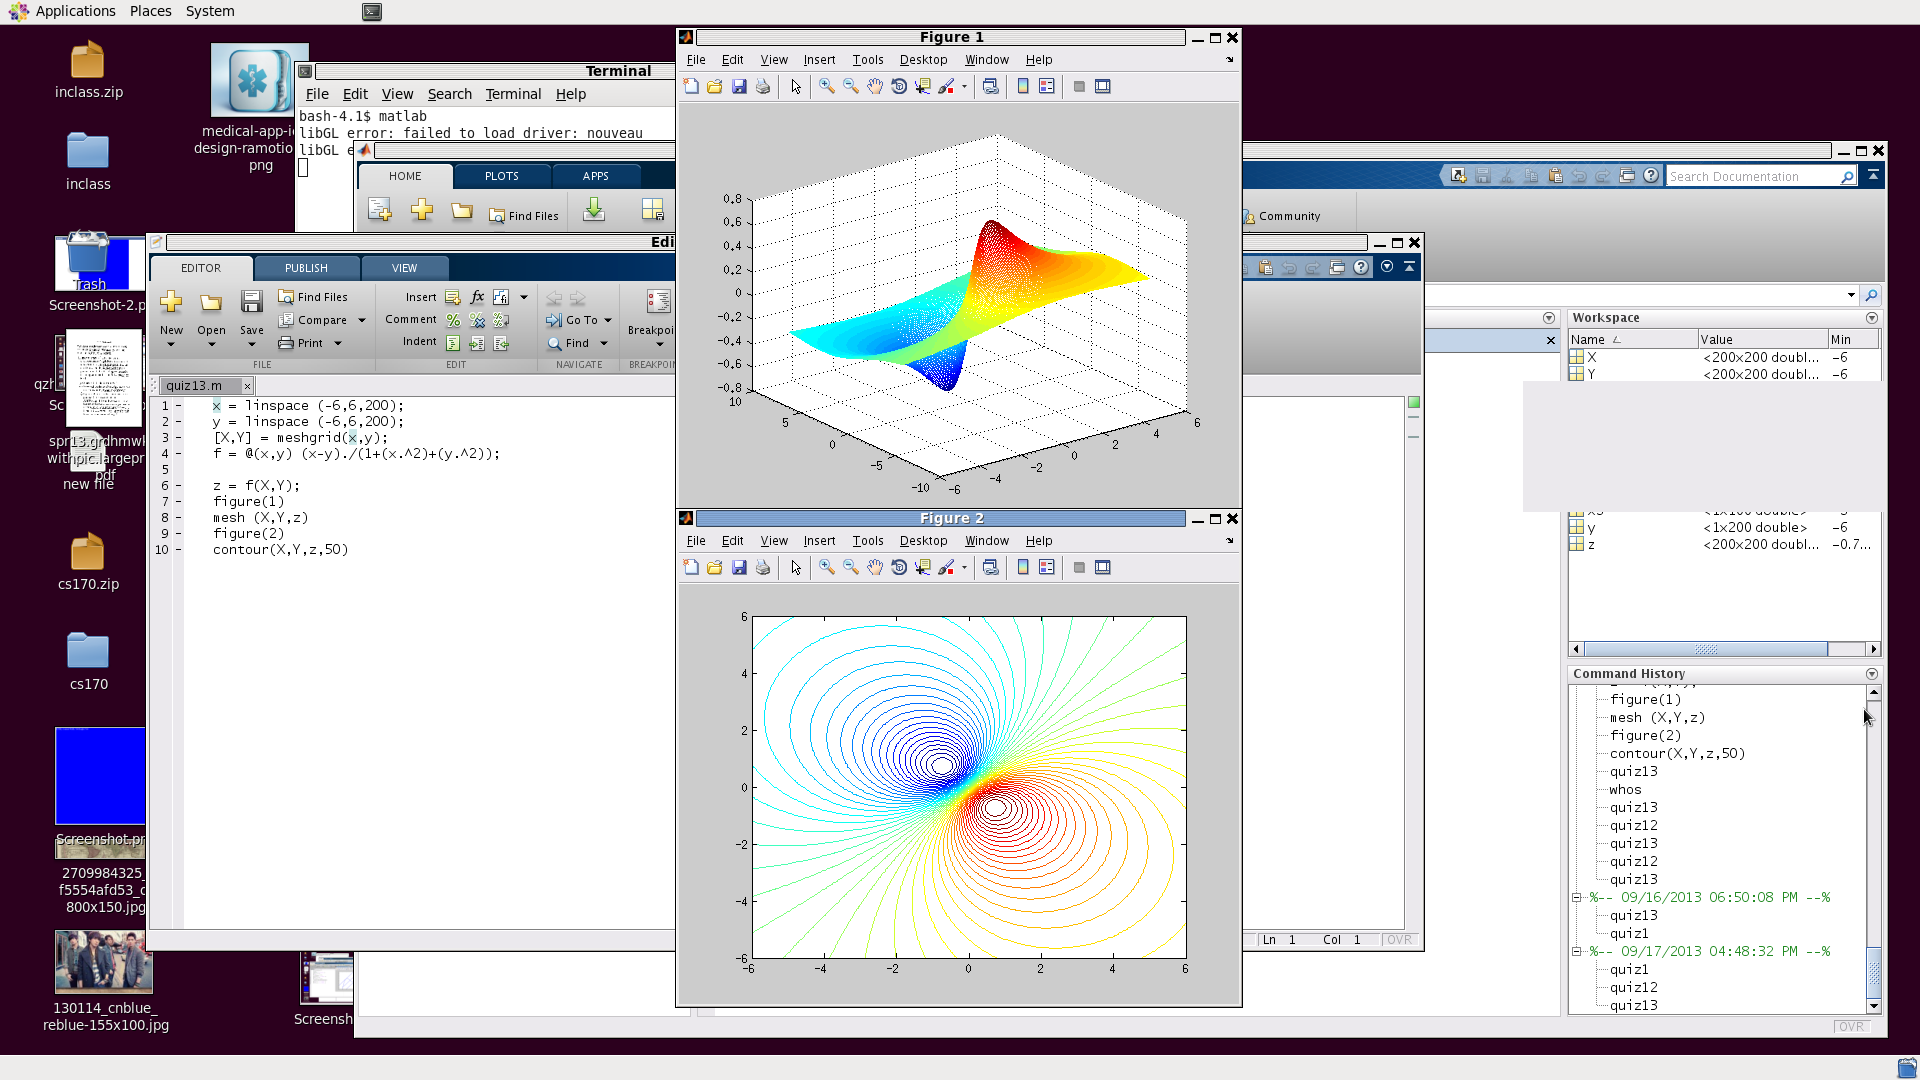 Applications Places System
inclass.zip
inclass
Trash
Screenshot-2.p
qzh
Sc
spr13.grdhmwk
withpic.largepr
pdf
new file
cs170.zip
cs170
Screenshot.pr
2709984325_
f5554afd53_c
800x150.jpg
130114_cnblue_
reblue-155x100.jpg
medical-app-ic
design-ramotio
png
Screensh
Terminal
File Edit View Search Terminal Help
bash-4.1$ matlab
libGL error: failed to load driver: nouveau
libGL e
HOME PLOTS APPS
Find Files
Community
Search Documentation
Edi
EDITOR PUBLISH VIEW
New Open Save
Find Files
Compare
Print
FILE
Insert
Comment
Indent
EDIT
Go To
Find
NAVIGATE
Breakpoi
BREAKPOIN
quiz13.m
1 x = linspace (-6,6,200);
2 y = linspace (-6,6,200);
3 [X,Y] = meshgrid(x,y);
4 f = @(x,y) (x-y)./(1+(x.^2)+(y.^2));
5
6 z = f(X,Y);
7 figure(1)
8 mesh (X,Y,z)
9 figure(2)
10 contour(X,Y,z,50)
Ln 1 Col 1 OVR
Figure 1
File Edit View Insert Tools Desktop Window Help
0.8
0.6
0.4
0.2
0
-0.2
-0.4
-0.6
-0.8
10
5
0
-5
-10
-6
-4
-2
0
2
4
6
Figure 2
File Edit View Insert Tools Desktop Window Help
6
4
2
0
-2
-4
-6
-6 -4 -2 0 2 4 6
Workspace
Name Value Min
X <200x200 doubl... -6
Y <200x200 doubl... -6
y <1x200 double> -6
z <200x200 doubl... -0.7...
Command History
figure(1)
mesh (X,Y,z)
figure(2)
contour(X,Y,z,50)
quiz13
whos
quiz13
quiz12
quiz13
quiz12
quiz13
%-- 09/16/2013 06:50:08 PM --%
quiz13
quiz1
%-- 09/17/2013 04:48:32 PM --%
quiz1
quiz12
quiz13
OVR